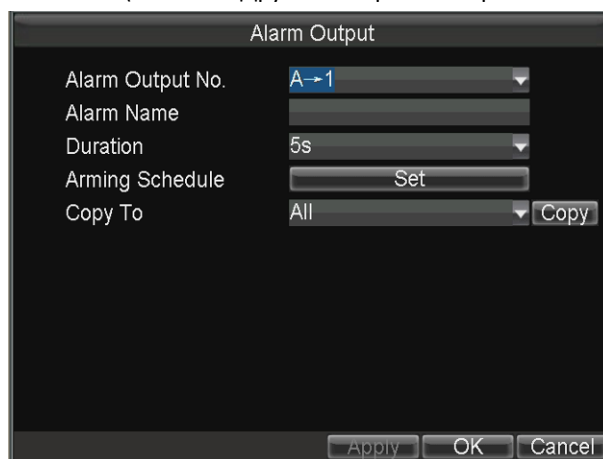 Alarm Output
Alarm Output No. A→1
Alarm Name
Duration 5s
Arming Schedule Set
Copy To All Copy
Apply OK Cancel